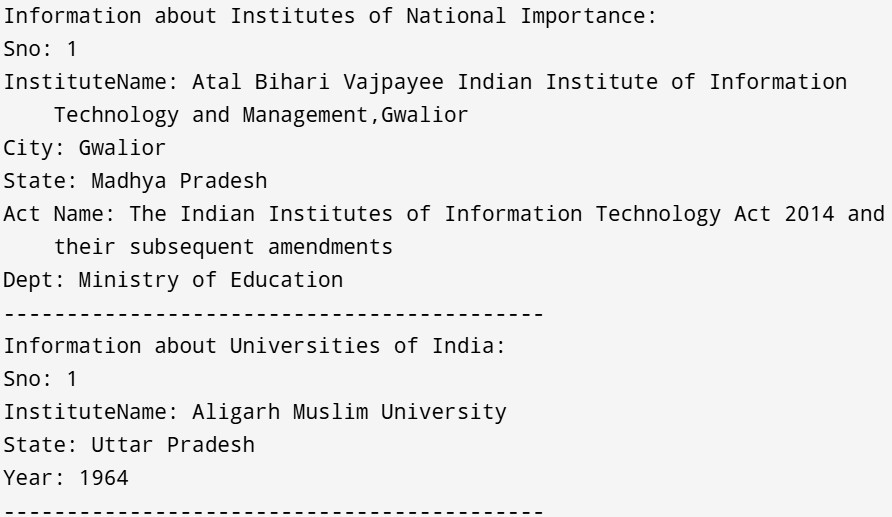 Information about Institutes of National Importance:
Sno: 1
InstituteName: Atal Bihari Vajpayee Indian Institute of Information
Technology and Management,Gwalior
City: Gwalior
State: Madhya Pradesh
Act Name: The Indian Institutes of Information Technology Act 2014 and
their subsequent amendments
Dept: Ministry of Education
-------------------------------------------
Information about Universities of India:
Sno: 1
InstituteName: Aligarh Muslim University
State: Uttar Pradesh
Year: 1964
-------------------------------------------